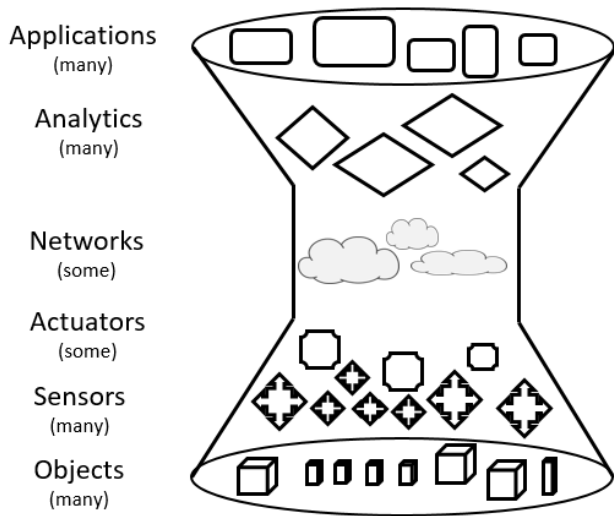 Applications
(many)
Analytics
(many)
Networks
(some)
Actuators
(some)
Sensors
(many)
Objects
(many)